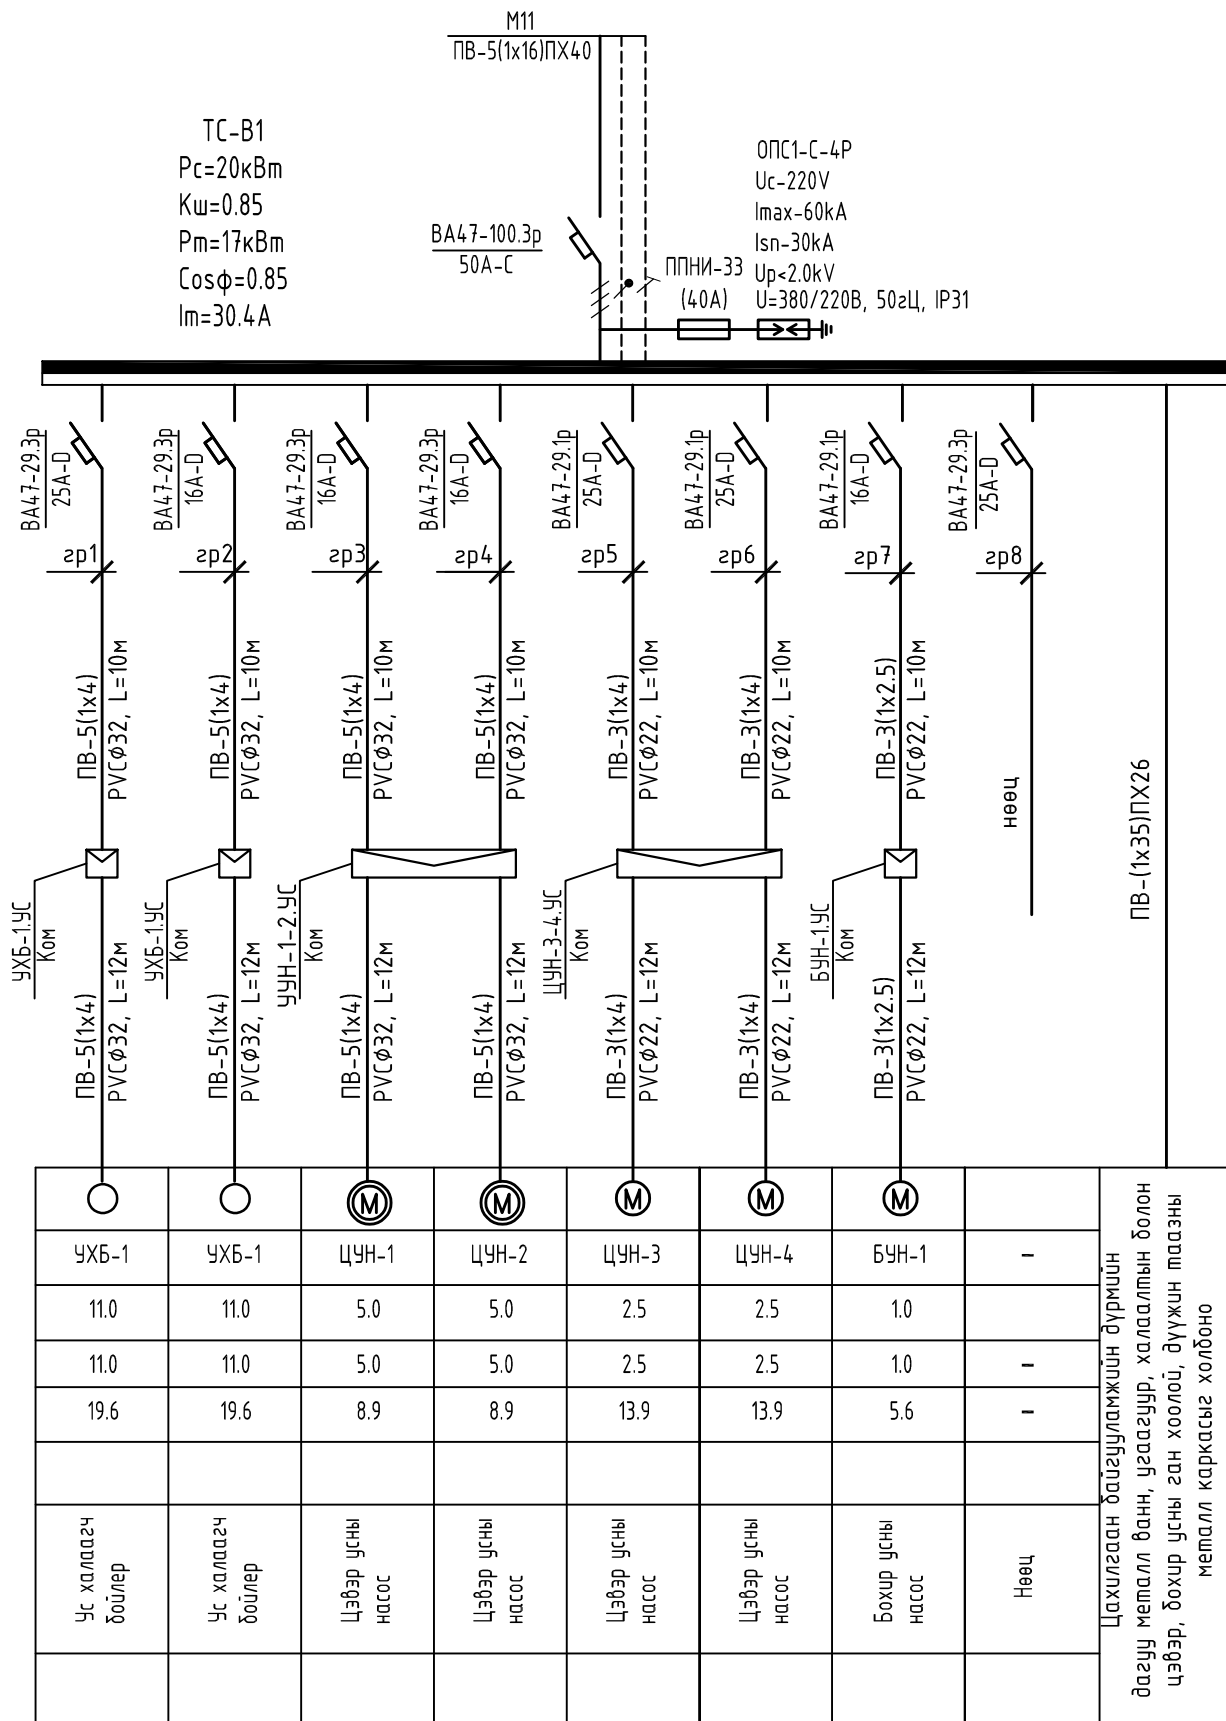 М11
ПВ-5(1х16)ПХ40
ТС-В1
Рс=20кВт
Кш=0.85
Рт=17кВт
Cosφ=0.85
Iт=30.4А
ВА47-100.3р
50А-С
ППНИ-33
(40А)
ОПС1-С-4Р
Uc-220V
Imax-60kA
Isn-30kA
Up<2.0kV
U=380/220В, 50гЦ, IP31
ВА47-29.3р
25А-D
ВА47-29.3р
16А-D
ВА47-29.3р
16А-D
ВА47-29.3р
16А-D
ВА47-29.1р
25А-D
ВА47-29.1р
25А-D
ВА47-29.1р
16А-D
ВА47-29.3р
25А-D
гр1
гр2
гр3
гр4
гр5
гр6
гр7
гр8
ПВ-5(1х4)
PVCф32, L=10м
ПВ-5(1х4)
PVCф32, L=10м
ПВ-5(1х4)
PVCф32, L=10м
ПВ-5(1х4)
PVCф32, L=10м
ПВ-3(1х4)
PVCф22, L=10м
ПВ-3(1х4)
PVCф22, L=10м
ПВ-3(1х2.5)
PVCф22, L=10м
нөөц
ПВ-(1х35)ПХ26
УХБ-1.УС
Ком
УХБ-1.УС
Ком
УУН-1-2.УС
Ком
ЦУН-3-4.УС
Ком
БУН-1.УС
Ком
ПВ-5(1х4)
PVCф32, L=12м
ПВ-5(1х4)
PVCф32, L=12м
ПВ-5(1х4)
PVCф32, L=12м
ПВ-5(1х4)
PVCф32, L=12м
ПВ-3(1х4)
PVCф22, L=12м
ПВ-3(1х4)
PVCф22, L=12м
ПВ-3(1х2.5)
PVCф22, L=12м
М М М М М
УХБ-1 УХБ-1 ЦУН-1 ЦУН-2 ЦУН-3 ЦУН-4 БУН-1 -
11.0 11.0 5.0 5.0 2.5 2.5 1.0
11.0 11.0 5.0 5.0 2.5 2.5 1.0 -
19.6 19.6 8.9 8.9 13.9 13.9 5.6 -
Ус халаагч
бойлер
Ус халаагч
бойлер
Цэвэр усны
насос
Цэвэр усны
насос
Цэвэр усны
насос
Цэвэр усны
насос
Бохир усны
насос
Нөөц
Цахилгаан байгууламжийн дүрмийн
дагуу металл ванн, угаагуур, халаалтын болон
цэвэр, бохир усны ган хоолой, дүүжин таазны
металл каркасыг холбоно